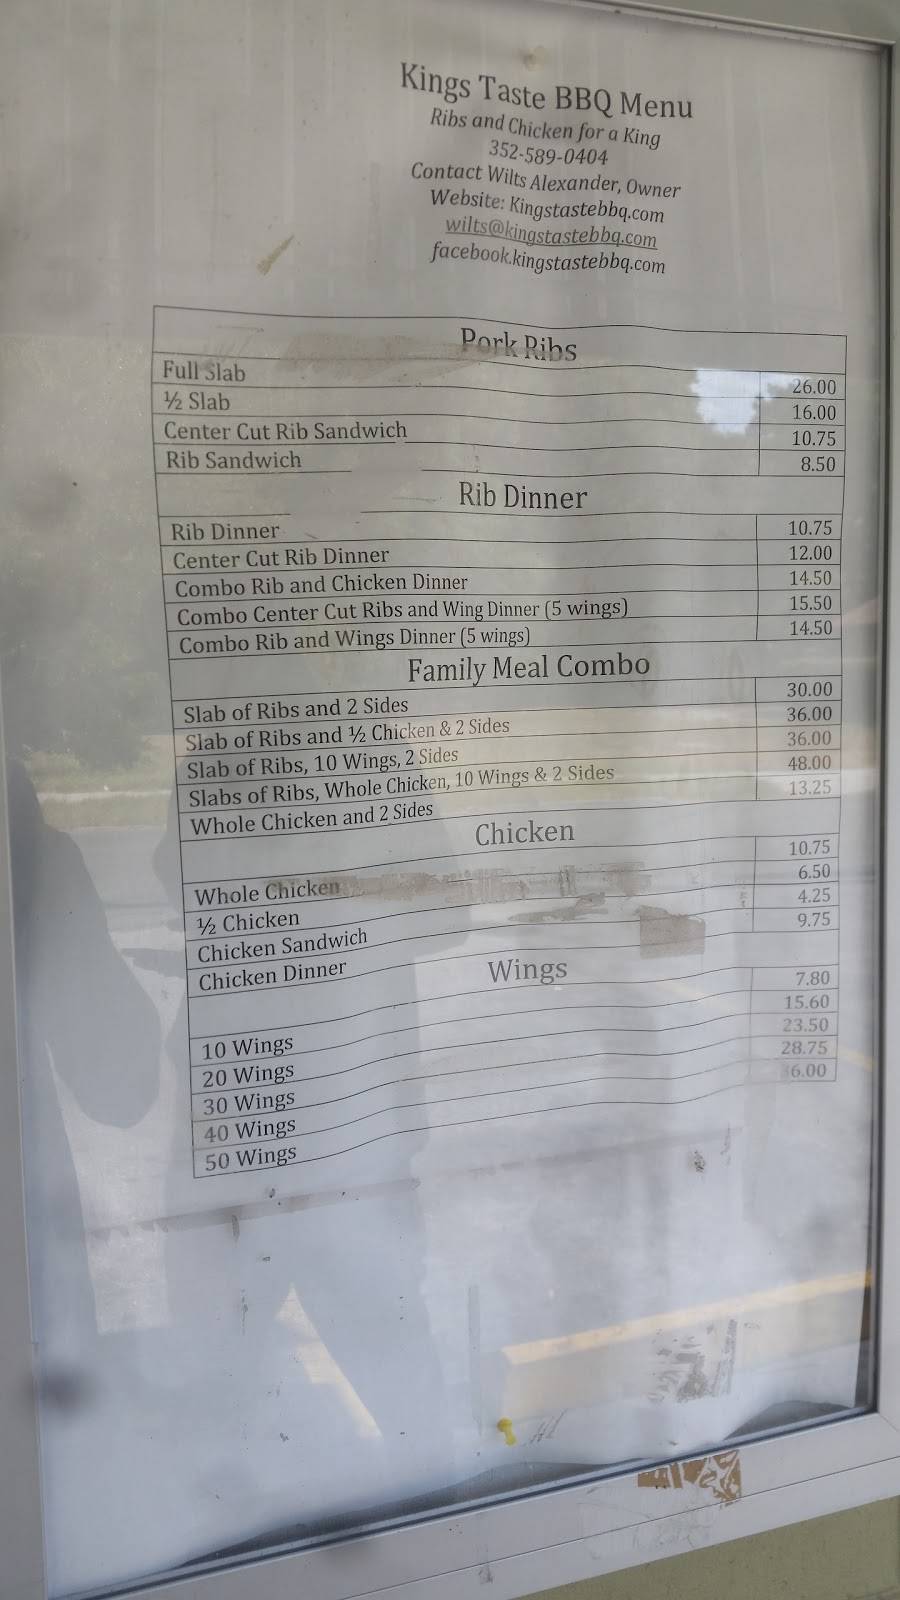 Kings Taste BBQ Menu
Ribs and Chicken for a King
352-589-0404
Contact Wilts Alexander, Owner
Website: Kingstastebbq.com
wilts@kingstastebbq.com
facebook.kingstastebbq.com
Pork Ribs
Full Slab 26.00
½ Slab 16.00
Center Cut Rib Sandwich 10.75
Rib Sandwich 8.50
Rib Dinner
Rib Dinner 10.75
Center Cut Rib Dinner 12.00
Combo Rib and Chicken Dinner 14.50
Combo Center Cut Ribs and Wing Dinner (5 wings) 15.50
Combo Rib and Wings Dinner (5 wings) 14.50
Family Meal Combo
Slab of Ribs and 2 Sides 30.00
Slab of Ribs and ½ Chicken & 2 Sides 36.00
Slab of Ribs, 10 Wings, 2 Sides 36.00
Slabs of Ribs, Whole Chicken, 10 Wings & 2 Sides 48.00
Whole Chicken and 2 Sides 13.25
Chicken
Whole Chicken 10.75
½ Chicken 6.50
Chicken Sandwich 4.25
Chicken Dinner 9.75
Wings
10 Wings 7.80
20 Wings 15.60
30 Wings 23.50
40 Wings 28.75
50 Wings 36.00